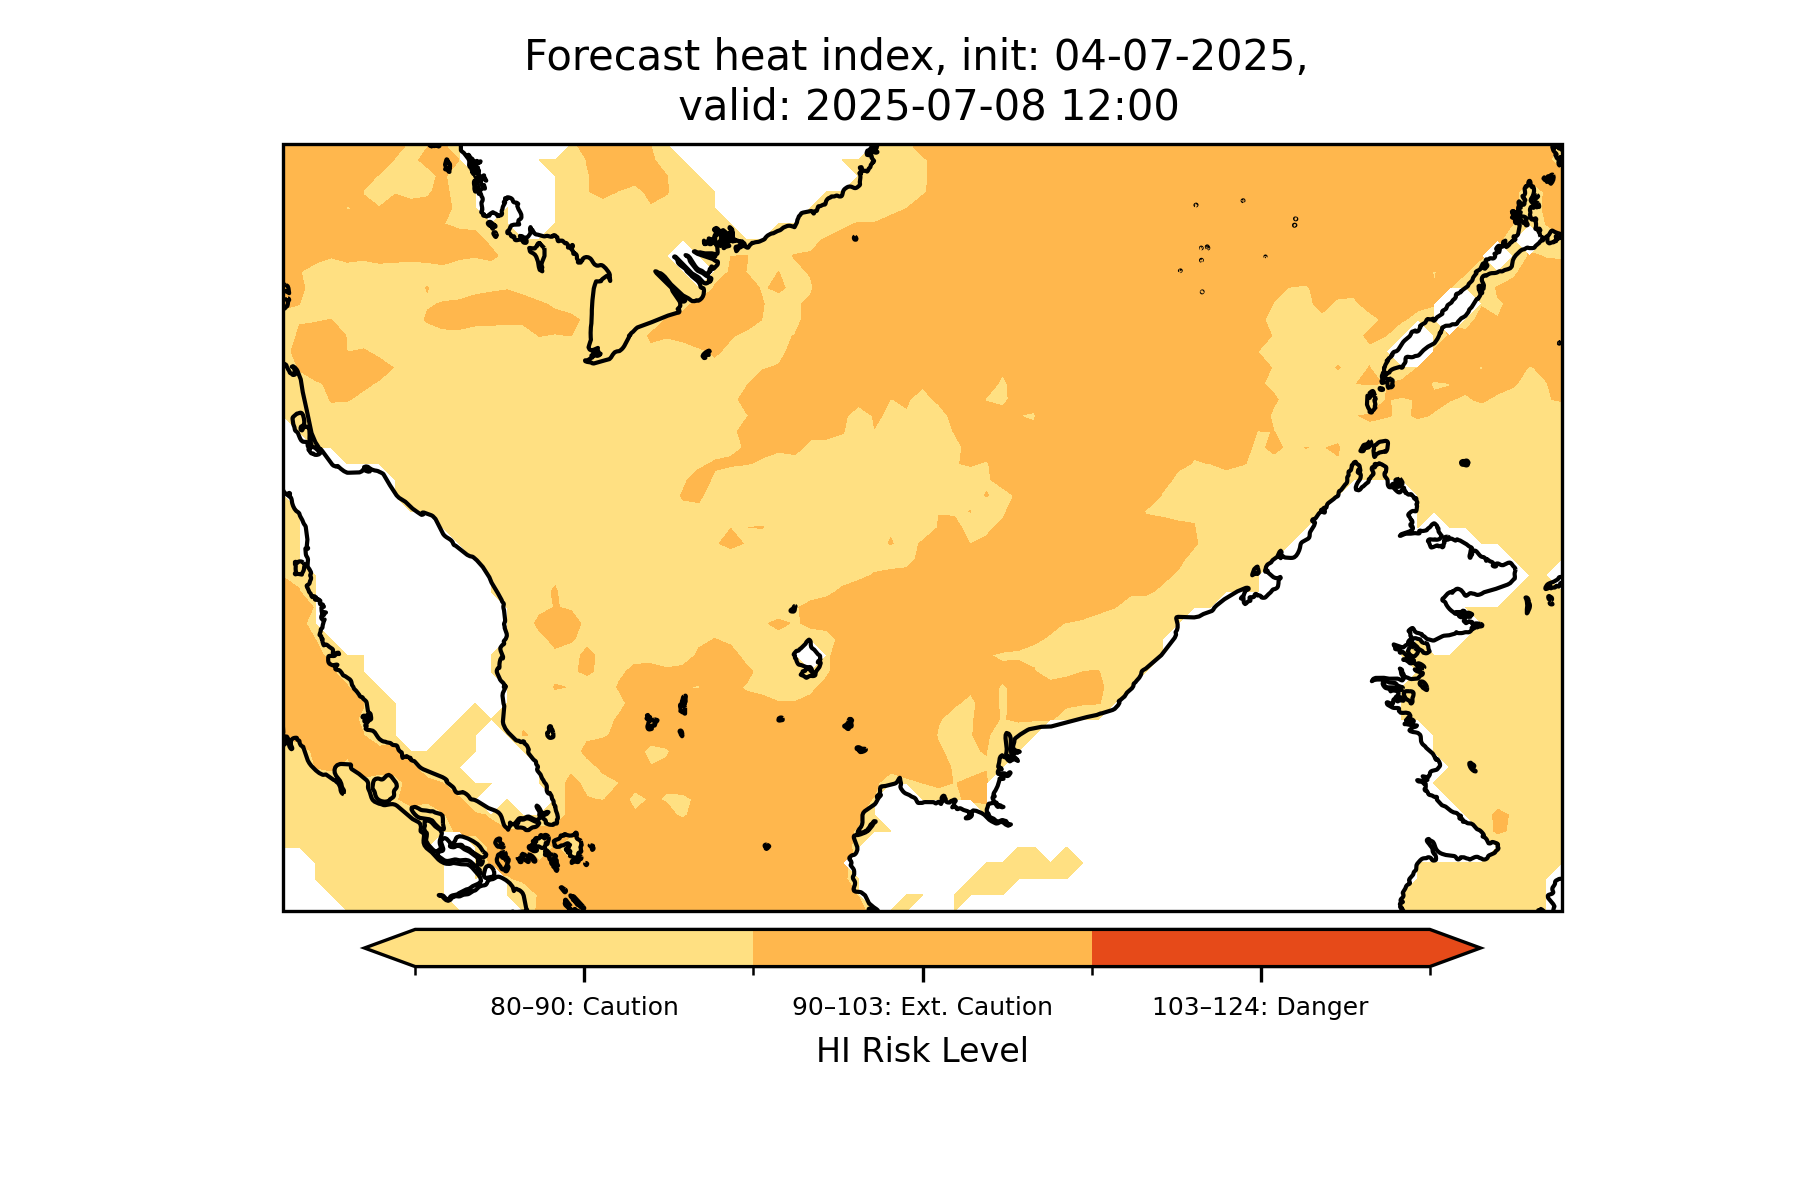 Forecast heat index, init: 04-07-2025,
valid: 2025-07-08 12:00
80–90: Caution
90–103: Ext. Caution
103–124: Danger
HI Risk Level